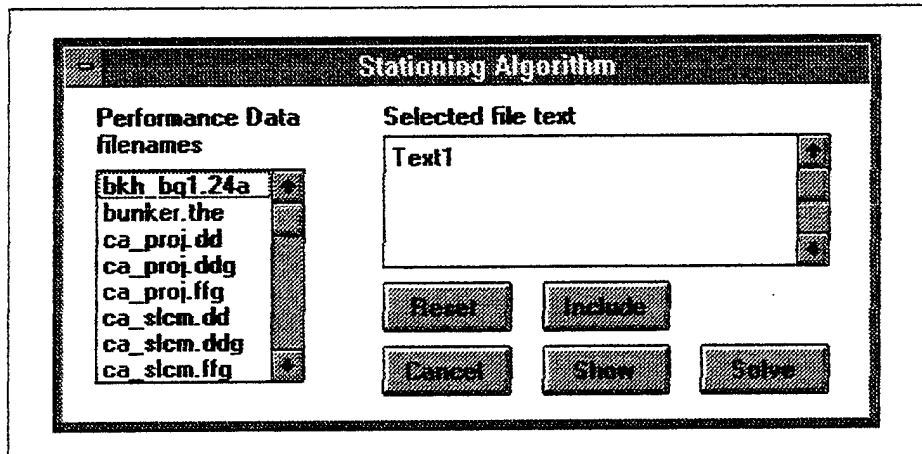 Stationing Algorithm
Performance Data
filenames
bkh_bq1.24a
bunker.the
ca_proj.dd
ca_proj.ddg
ca_proj.ffg
ca_slcm.dd
ca_slcm.ddg
ca_slcm.ffg
Selected file text
Text1
Reset
Include
Cancel
Show
Solve